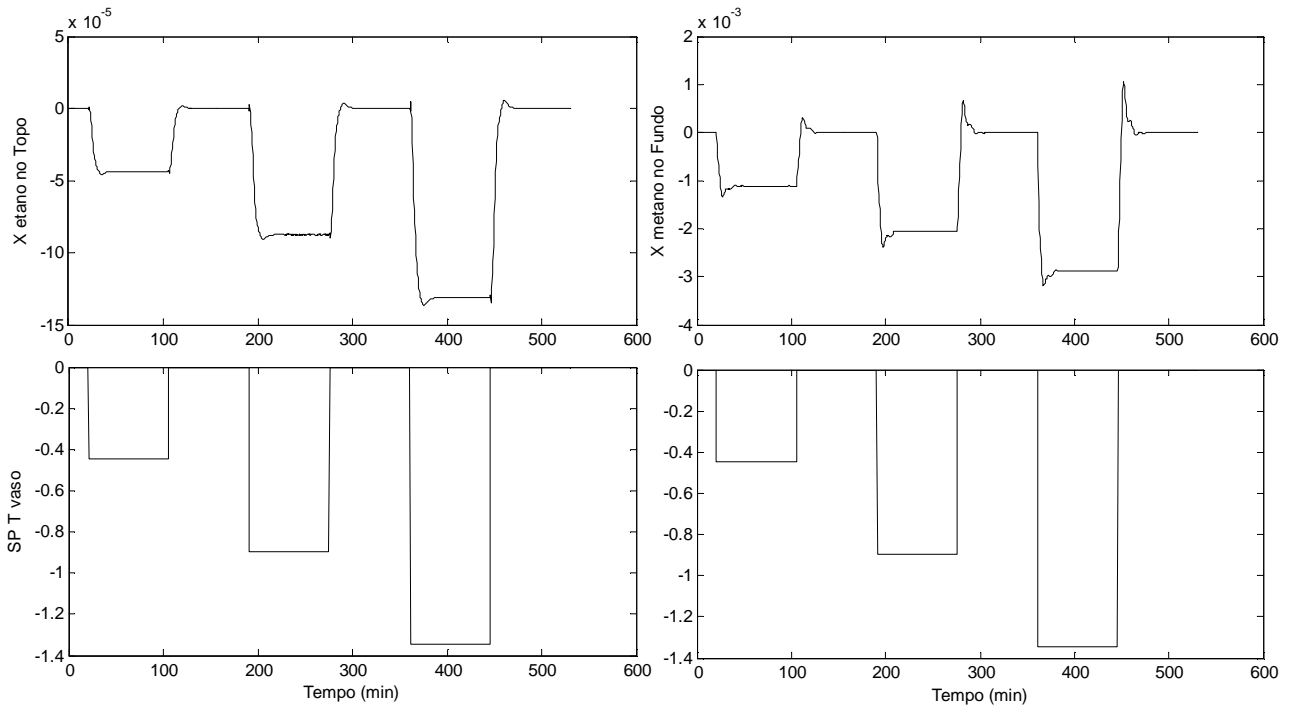 x 10^-5
5
0
-5
-10
-15
X etano no Topo
0 100 200 300 400 500 600
x 10^-3
2
1
0
-1
-2
-3
-4
X metano no Fundo
0 100 200 300 400 500 600
0
-0.2
-0.4
-0.6
-0.8
-1
-1.2
-1.4
SP T vaso
0 100 200 300 400 500 600
Tempo (min)
0
-0.2
-0.4
-0.6
-0.8
-1
-1.2
-1.4
0 100 200 300 400 500 600
Tempo (min)